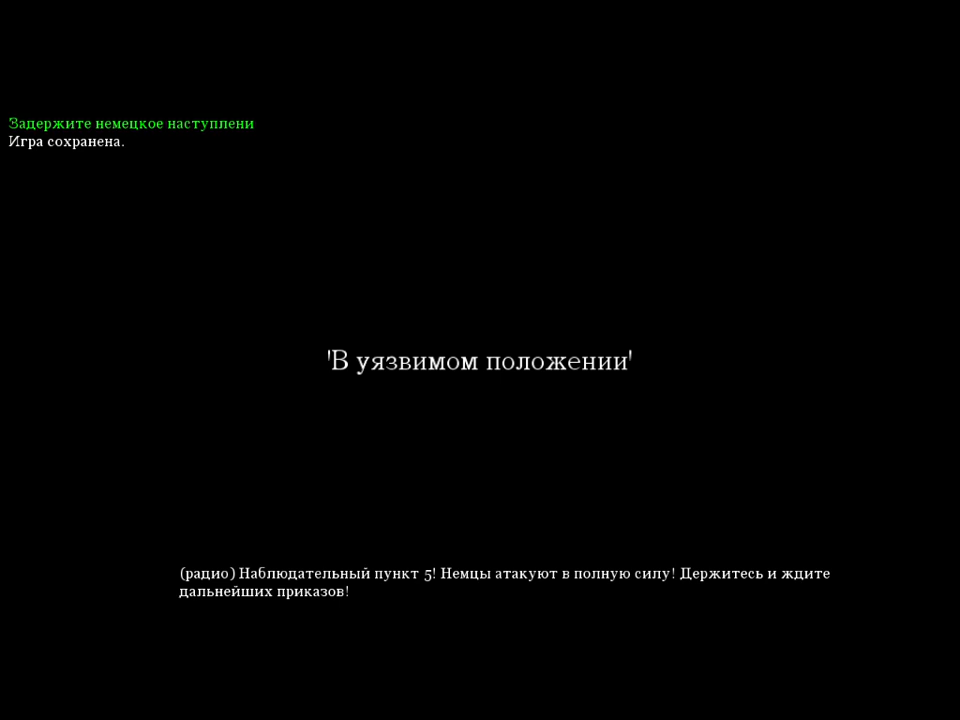 Задержите немецкое наступлени
Игра сохранена.
'В уязвимом положении'
(радио) Наблюдательный пункт 5! Немцы атакуют в полную силу! Держитесь и ждите
дальнейших приказов!